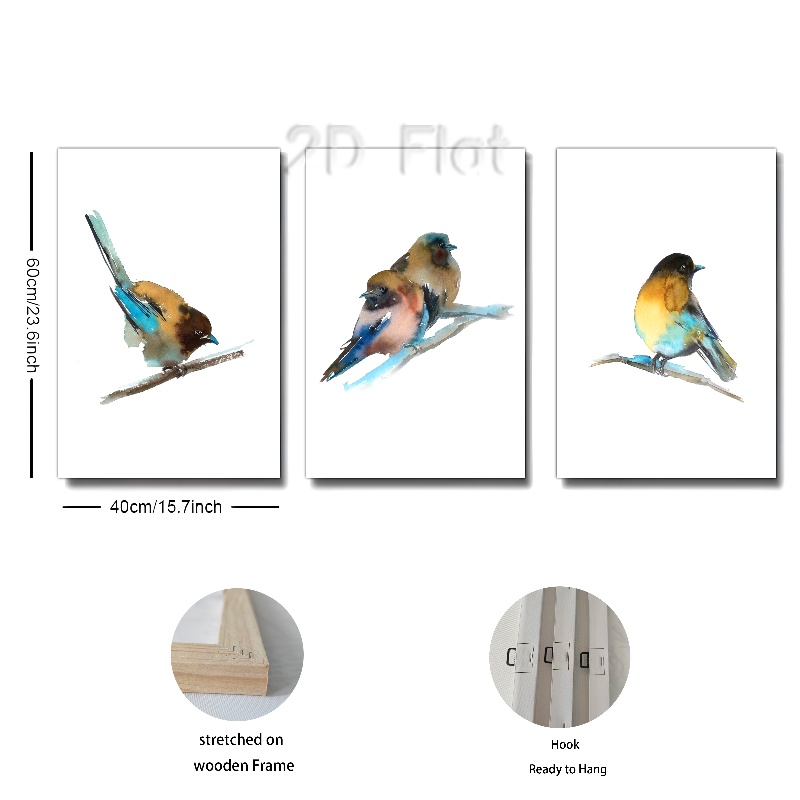 2D Flat
60cm/23.6inch
40cm/15.7inch
stretched on
wooden Frame
Hook
Ready to Hang